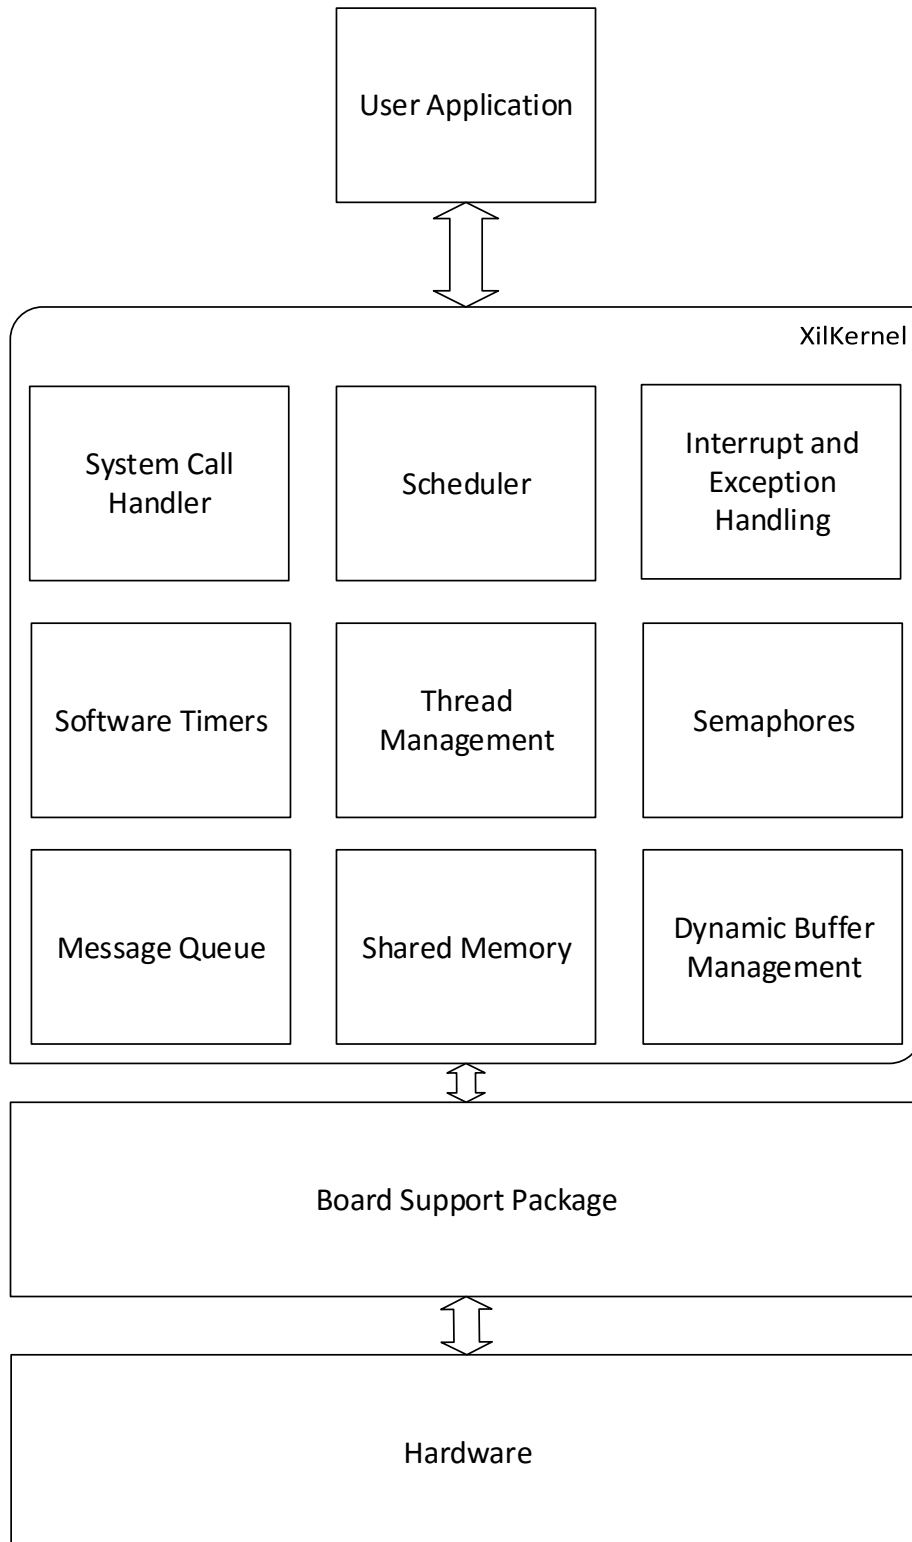 User Application
XilKernel
System Call
Handler
Scheduler
Interrupt and
Exception
Handling
Software Timers
Thread
Management
Semaphores
Message Queue
Shared Memory
Dynamic Buffer
Management
Board Support Package
Hardware